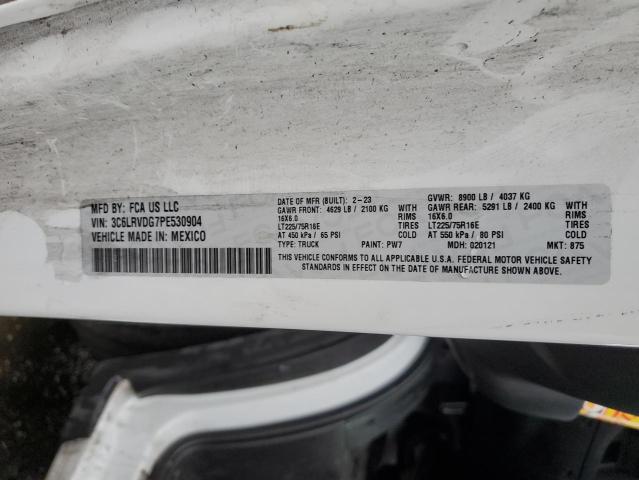 MFD BY: FCA US LLC
VIN: 3C6LRVDG7PE530904
VEHICLE MADE IN: MEXICO
DATE OF MFR (BUILT): 2-23
GAWR FRONT: 4629 LB / 2100 KG WITH
16X6.0 RIMS
LT225/75R16E TIRES
AT 450 kPa / 65 PSI COLD
TYPE: TRUCK PAINT: PW7
GVWR: 8900 LB / 4037 KG
GAWR REAR: 5291 LB / 2400 KG WITH
16X6.0 RIMS
LT225/75R16E TIRES
AT 550 kPa / 80 PSI COLD
MDH: 020121 MKT: 875
THIS VEHICLE CONFORMS TO ALL APPLICABLE U.S.A. FEDERAL MOTOR VEHICLE SAFETY
STANDARDS IN EFFECT ON THE DATE OF MANUFACTURE SHOWN ABOVE.